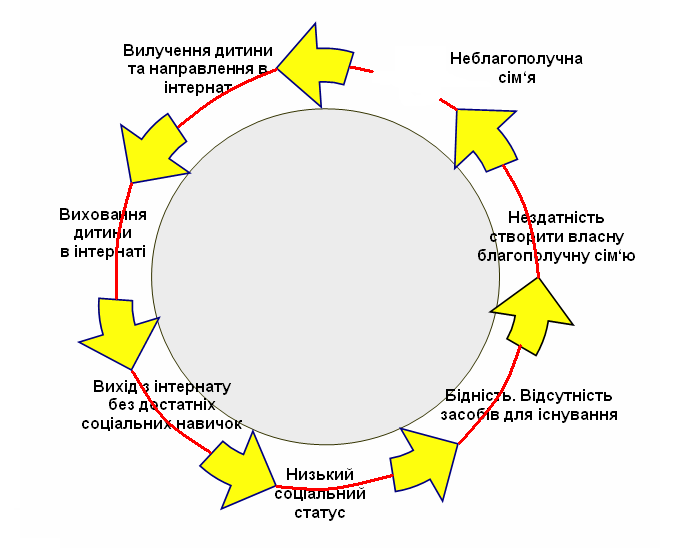 Неблагополучна
сім‘я
Вилучення дитини
та направлення в
інтернат
Виховання
дитини
в інтернаті
Вихід з інтернату
без достатніх
соціальних навичок
Низький
соціальний
статус
Бідність. Відсутність
засобів для існування
Нездатність
створити власну
благополучну сім‘ю